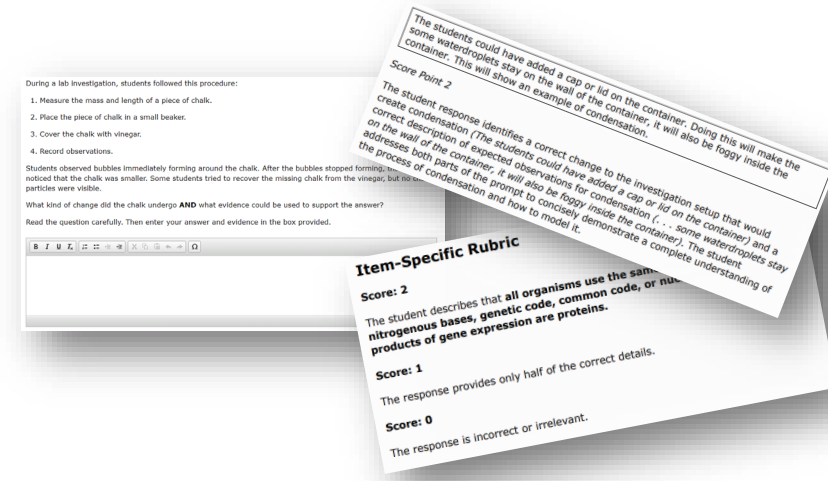 During a lab investigation, students followed this procedure:
1. Measure the mass and length of a piece of chalk.
2. Place the piece of chalk in a small beaker.
3. Cover the chalk with vinegar.
4. Record observations.
Students observed bubbles immediately forming around the chalk. After the bubbles stopped forming,
noticed that the chalk was smaller. Some students tried to recover the missing chalk from the vinegar, but no
particles were visible.
What kind of change did the chalk undergo AND what evidence could be used to support the answer?
Read the question carefully. Then enter your answer and evidence in the box provided.
B I U Tx
Ω
The students could have added a cap or lid on the container. Doing this will make the
some waterdroplets stay on the wall of the container, it will also be foggy inside the
container. This will show an example of condensation.
Score Point 2
The student response identifies a correct change to the investigation setup that would
create condensation (The students could have added a cap or lid on the container) and a
correct description of expected observations for condensation (. . . some waterdroplets stay
on the wall of the container, it will also be foggy inside the container). The student
addresses both parts of the prompt to concisely demonstrate a complete understanding of
the process of condensation and how to model it.
Item-Specific Rubric
Score: 2
The student describes that all organisms use the
nitrogenous bases, genetic code, common code, or
products of gene expression are proteins.
Score: 1
The response provides only half of the correct details.
Score: 0
The response is incorrect or irrelevant.